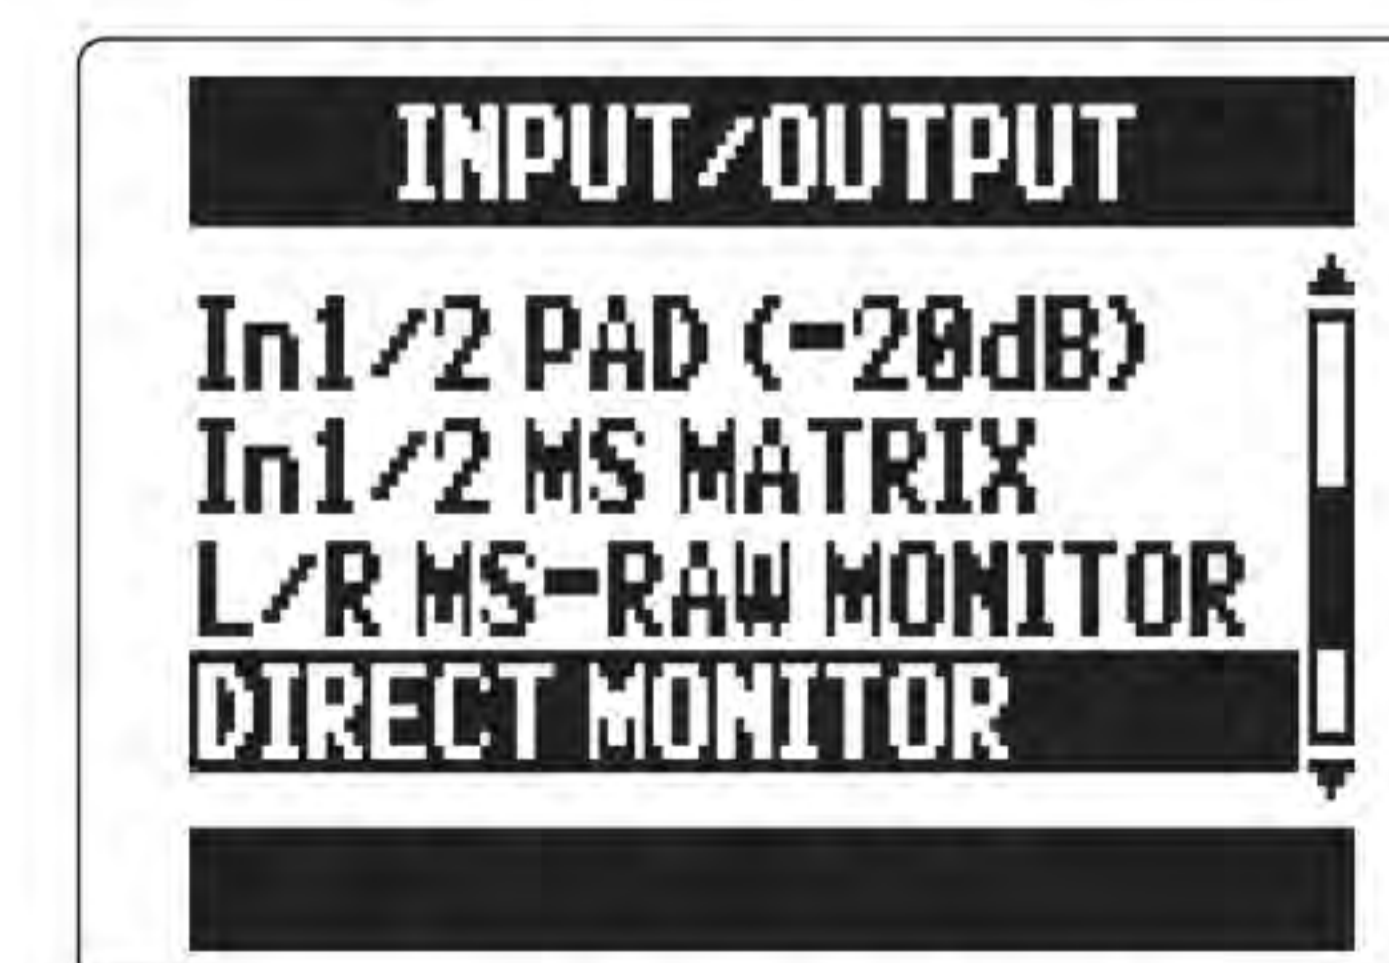 INPUT/OUTPUT
In1/2 PAD (-20dB)
In1/2 MS MATRIX
L/R MS-RAW MONITOR
DIRECT MONITOR